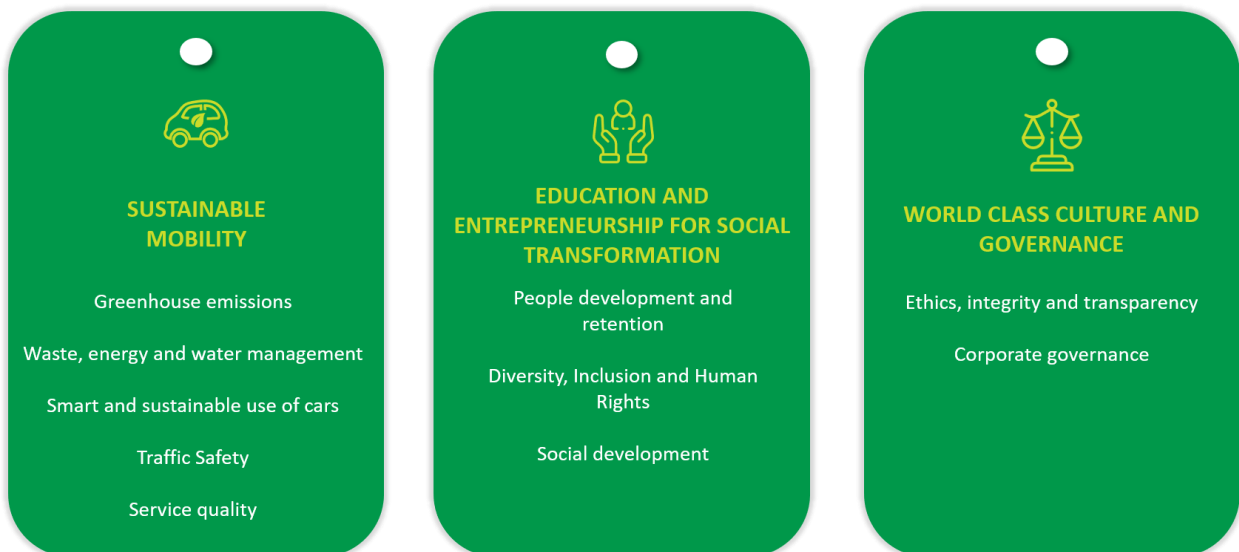 SUSTAINABLE
MOBILITY
Greenhouse emissions
Waste, energy and water management
Smart and sustainable use of cars
Traffic Safety
Service quality
EDUCATION AND
ENTREPRENEURSHIP FOR SOCIAL
TRANSFORMATION
People development and
retention
Diversity, Inclusion and Human
Rights
Social development
WORLD CLASS CULTURE AND
GOVERNANCE
Ethics, integrity and transparency
Corporate governance